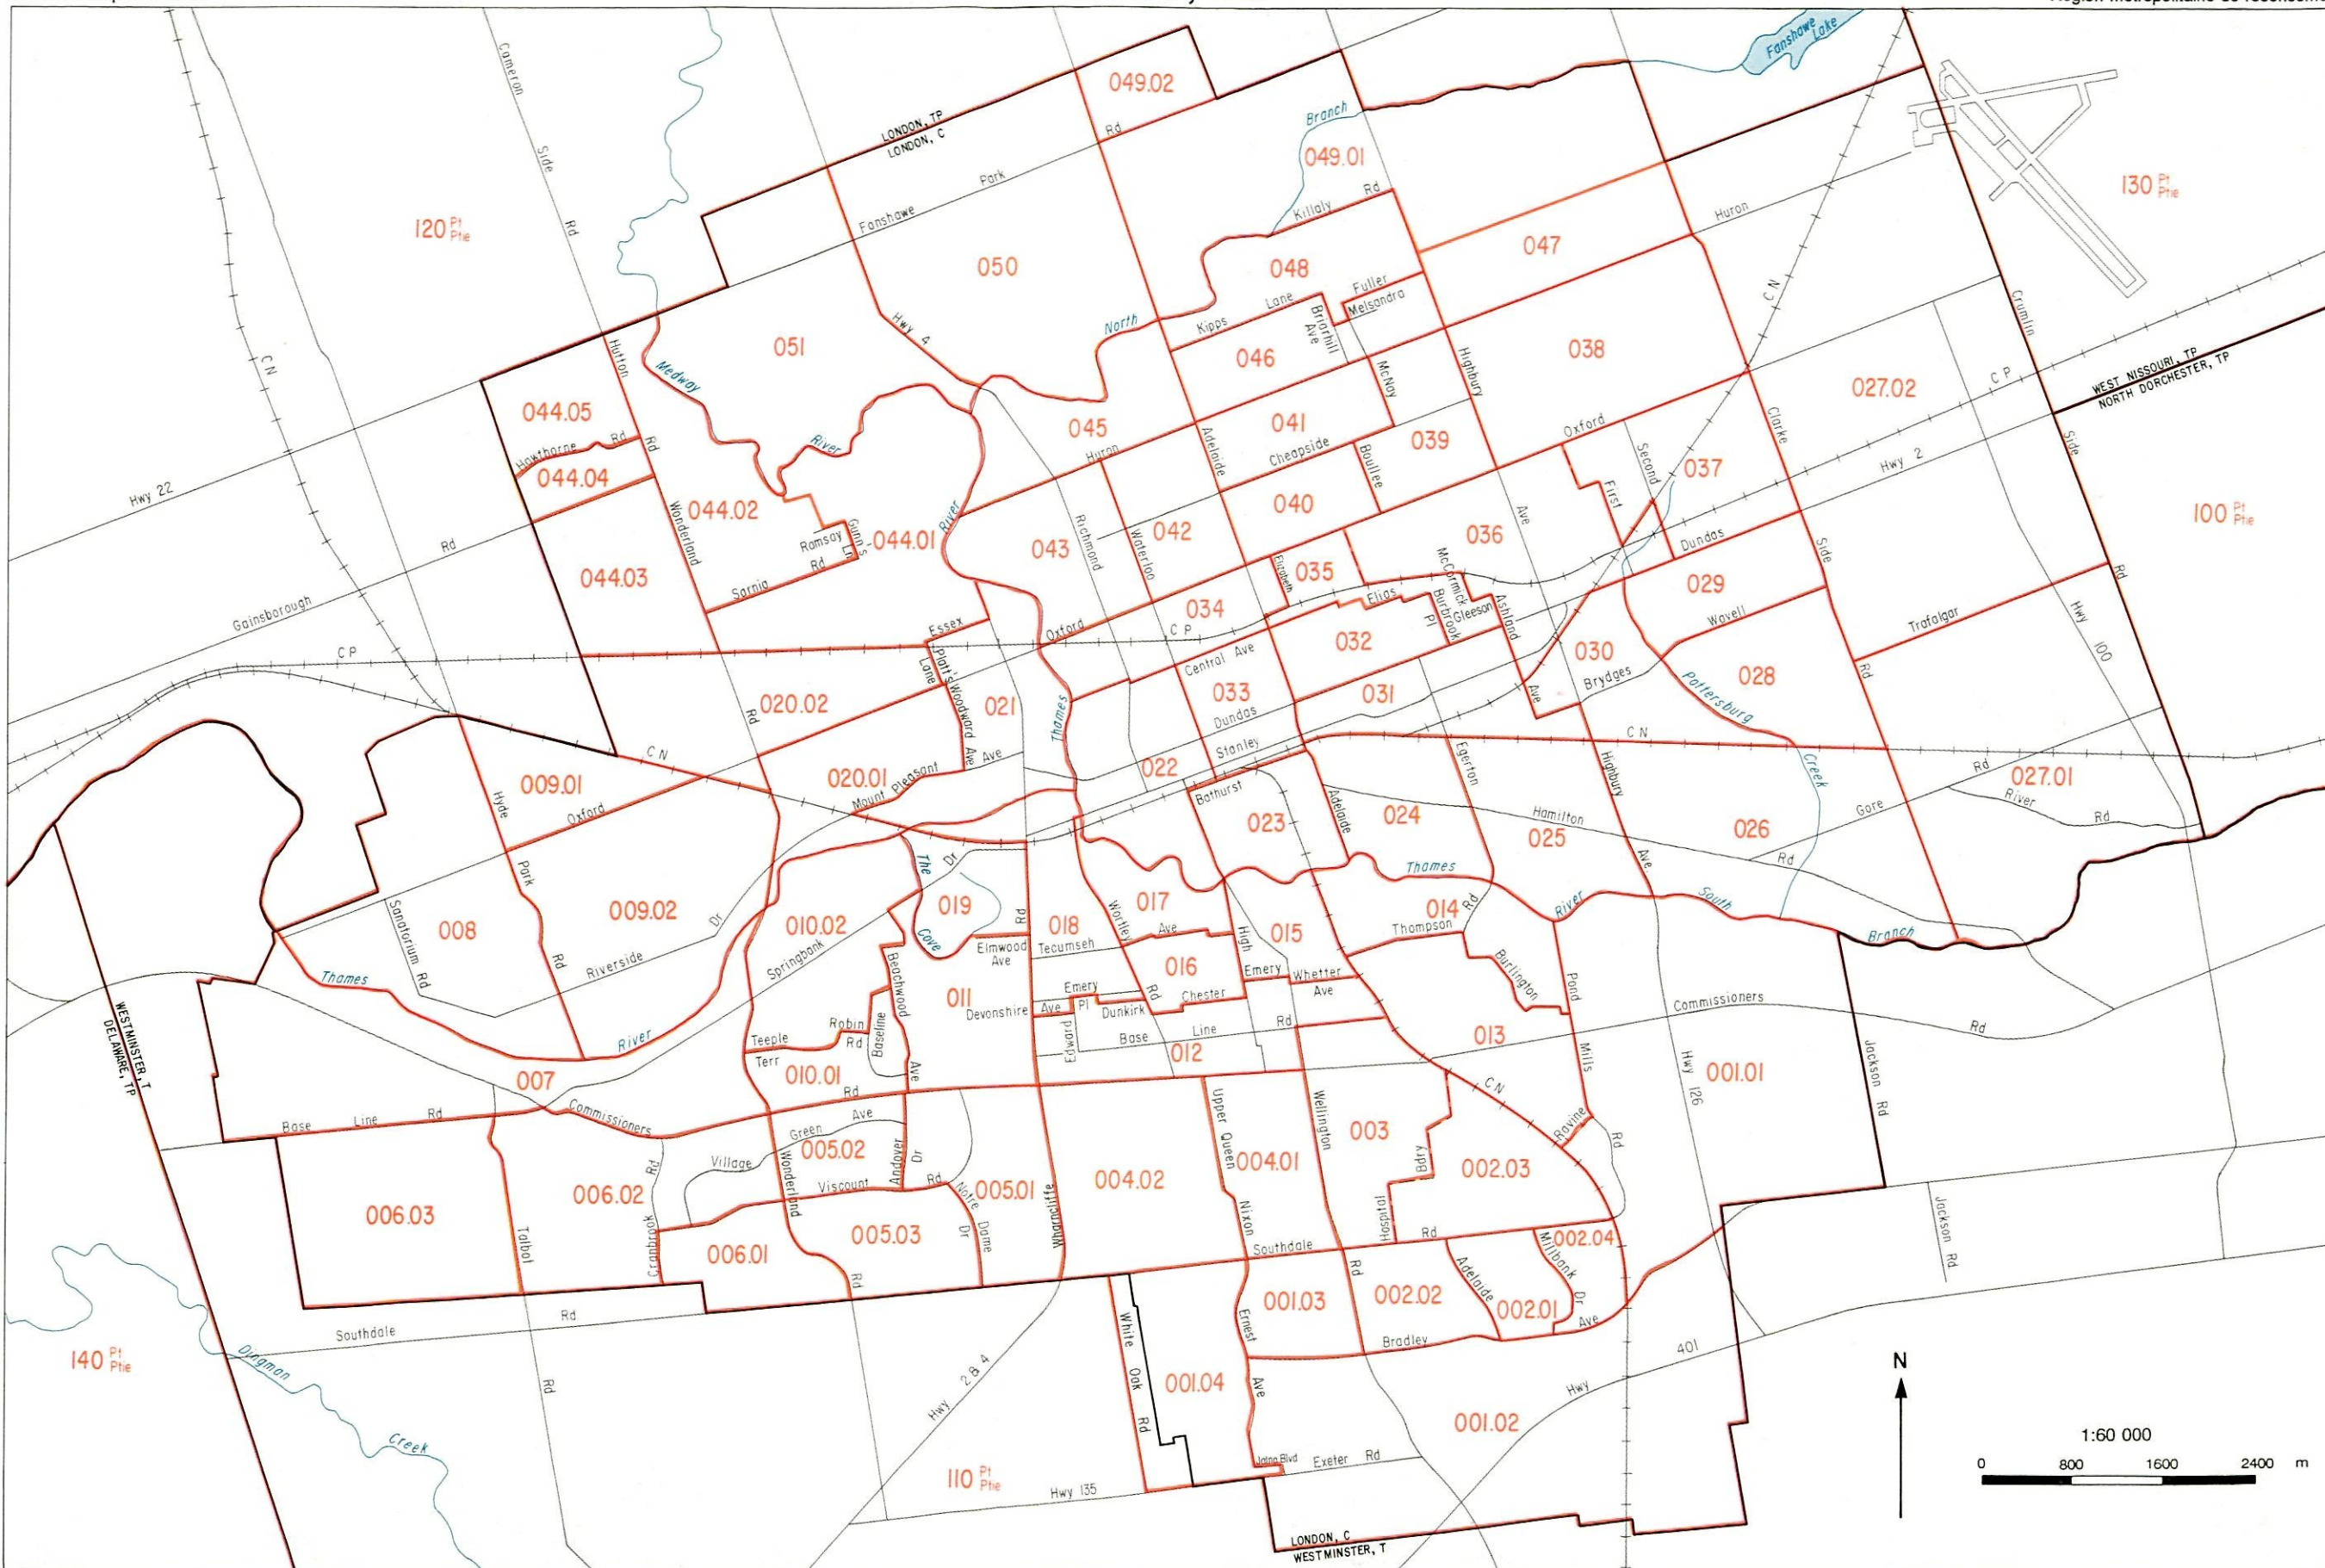 Fanshawe
Lake
049.02
Cameron
Side
Rd
LONDON, TP
LONDON, C
Rd
Branch
049.01
Park
Fanshawe
Killaly
Rd
130 Pt
Ptie
120 Pt
Ptie
Huron
050
048
047
Fuller
Melsandra
Lane
Kipps
Briarhill
Ave
CN
Crumlin
CN
Hwy 4
North
051
Hutton
Medway
046
McNay
Highbury
038
027.02
CP
WEST NISSOURI, TP
NORTH DORCHESTER, TP
044.05
Hawthorne Rd
Rd
River
045
Huron
041
Adelaide
Cheapside
039
Oxford
Clarke
Side
Hwy 2
044.04
Hwy 22
Wonderland
044.02
River
Boullee
Second
037
First
Gainsborough
Rd
Ramsay
Gunn's
Ln
044.01
043
Richmond
042
Waterloo
040
Ave
036
100 Pt
Ptie
Dundas
Side
044.03
Sarnia
Rd
Elizabeth
035
McCormick
029
Rd
034
Elias
Burbrook
Pl
Gleeson
Ashland
Wavell
Trafalgar
Hwy 100
Essex
Oxford
CP
CP
Central Ave
032
030
Brydges
028
Rd
Platt's
Lane
Woodward
Ave
020.02
Rd
021
Thames
033
Dundas
031
Ave
Pottersburg
Creek
CN
CN
Stanley
Ave
Mount Pleasant
020.01
022
Bathurst
Egerton
Highbury
027.01
Rd
River
Rd
009.01
Hyde
Oxford
023
Adelaide
024
Hamilton
025
026
Gore
Rd
Ave
Park
The
Cove
Dr
Thames
River
South
Branch
008
Sanatorium Rd
009.02
Dr
Riverside
010.02
Springbank
019
Rd
Elmwood
Ave
018
Tecumseh
017
Wortley
Ave
High
015
014
Rd
Thompson
Burlington
Pond
Thames
River
Rd
Beachwood
011
Devonshire
Ave
016
Rd
Emery
Pl
Dunkirk
Chester
Emery
Whetter
Ave
Commissioners
Rd
WESTMINSTER, T
DELAWARE, TP
Teeple
Terr
Robin
Rd
Baseline
Edward
Base
Line
Rd
012
013
Mills
Hwy 126
001.01
Jackson
Rd
007
010.01
Rd
Ave
CN
Base
Line
Rd
Commissioners
Green
Ave
005.02
Village
Andover
Dr
Upper Queen
Wellington
003
Bdry
Ravine
Rd
006.03
006.02
Rd
Cranbrook
Wonderland
Viscount
Rd
005.01
Notre
Dame
Dr
Wharncliffe
004.02
004.01
Nixon
Hospital
002.03
Talbot
006.01
005.03
Southdale
Rd
002.04
Jackson Rd
Rd
Rd
Adelaide
Millbank
Dr
001.03
002.02
002.01
Ave
Southdale
Rd
Ernest
Bradley
401
140 Pt
Ptie
Dingman
Creek
Rd
Hwy 284
White
Oak
Rd
001.04
Ave
Hwy
001.02
N
1:60 000
0 800 1600 2400 m
110 Pt
Ptie
Hwy 135
Jalna Blvd
Exeter Rd
LONDON, C
WESTMINSTER, T